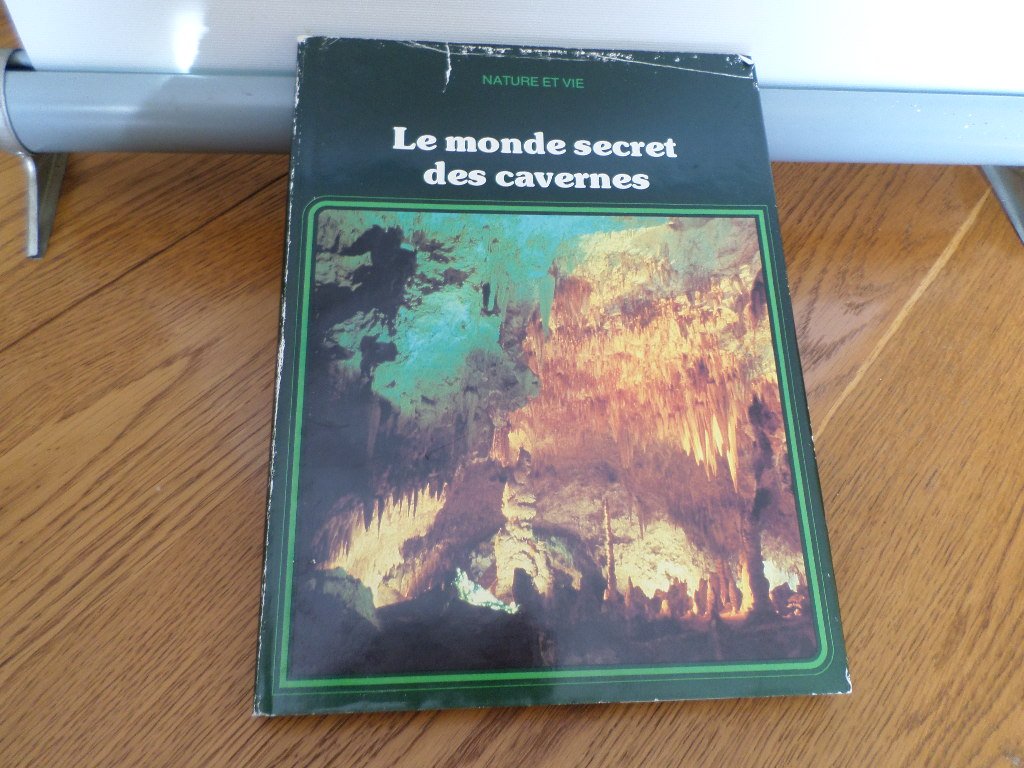 NATURE ET VIE
Le monde secret
des cavernes